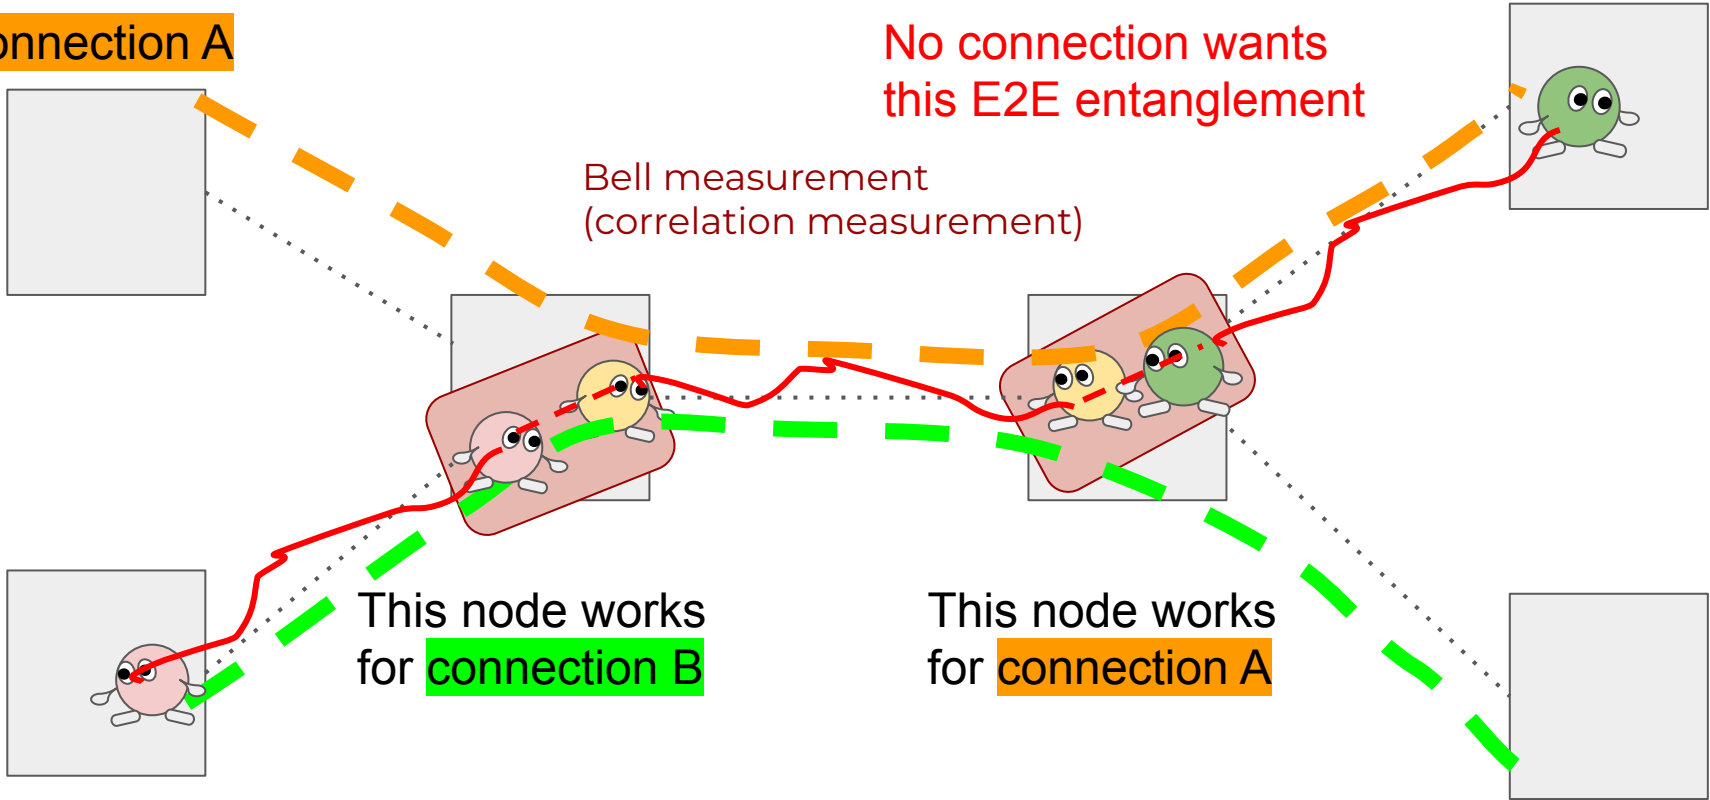 onnection A
No connection wants
this E2E entanglement
Bell measurement
(correlation measurement)
This node works
for connection B
This node works
for connection A